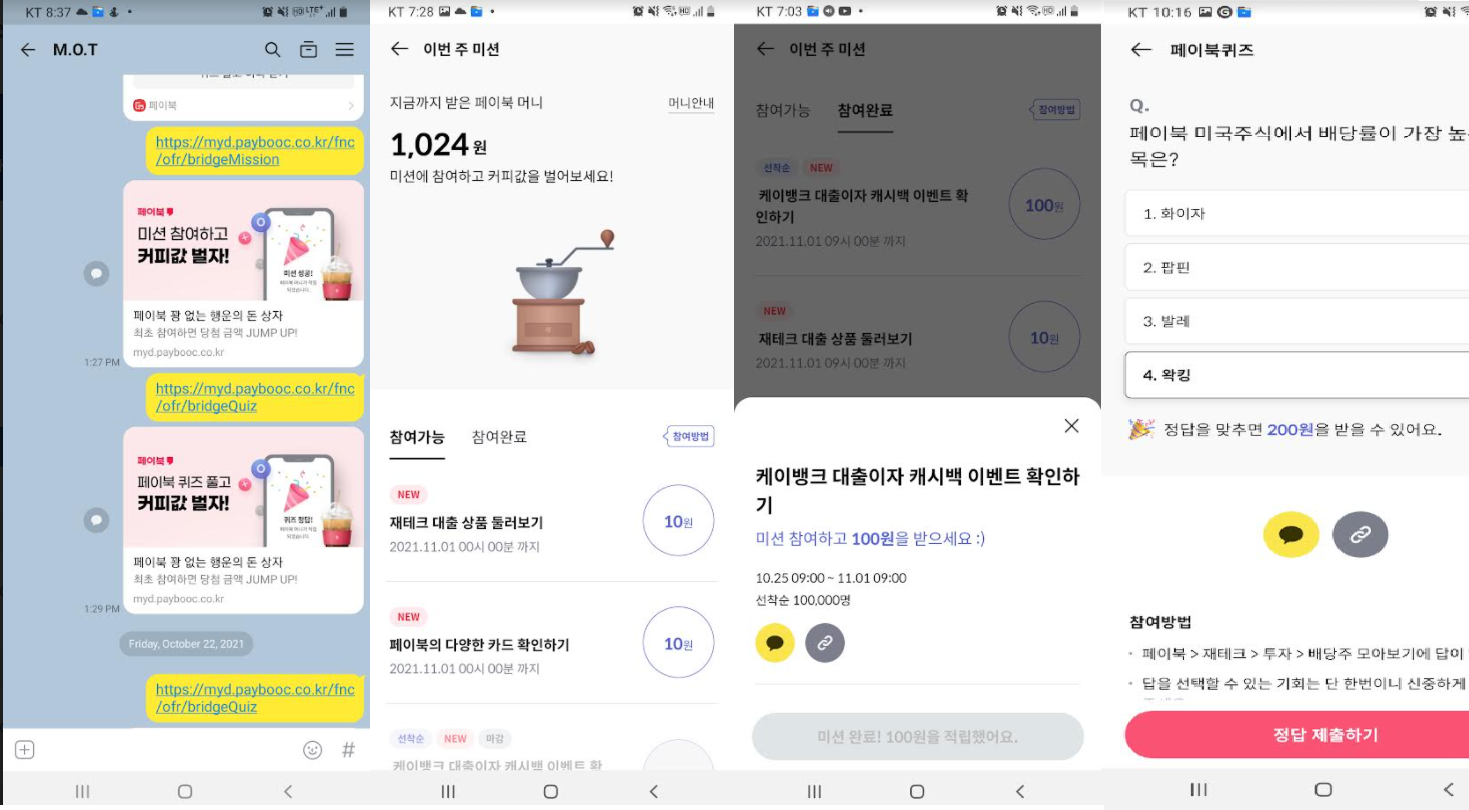 KT 8:37
M.O.T
페이북
https://myd.paybooc.co.kr/fnc
/ofr/bridgeMission
페이북
미션 참여하고
커피값 벌자!
미션 성공!
페이북 꽝 없는 행운의 돈 상자
최초 참여하면 당첨 금액 JUMP UP!
myd.paybooc.co.kr
1:27 PM
https://myd.paybooc.co.kr/fnc
/ofr/bridgeQuiz
페이북
페이북 퀴즈 풀고
커피값 벌자!
퀴즈 정답!
페이북 꽝 없는 행운의 돈 상자
최초 참여하면 당첨 금액 JUMP UP!
myd.paybooc.co.kr
1:29 PM
Friday, October 22, 2021
https://myd.paybooc.co.kr/fnc
/ofr/bridgeQuiz
KT 7:28
이번 주 미션
지금까지 받은 페이북 머니
머니안내
1,024 원
미션에 참여하고 커피값을 벌어보세요!
참여가능 참여완료 참여방법
NEW
재테크 대출 상품 둘러보기
2021.11.01 00시 00분 까지
10원
NEW
페이북의 다양한 카드 확인하기
2021.11.01 00시 00분 까지
10원
선착순 NEW 마감
케이뱅크 대출이자 캐시백 이벤트 확
KT 7:03
이번 주 미션
참여가능 참여완료 참여방법
선착순 NEW
케이뱅크 대출이자 캐시백 이벤트 확
인하기
2021.11.01 09시 00분 까지
100원
NEW
재테크 대출 상품 둘러보기
2021.11.01 09시 00분 까지
10원
케이뱅크 대출이자 캐시백 이벤트 확인하
기
미션 참여하고 100원을 받으세요 :)
10.25 09:00 ~ 11.01 09:00
선착순 100,000명
미션 완료! 100원을 적립했어요.
KT 10:16
페이북퀴즈
Q.
페이북 미국주식에서 배당률이 가장 높
목은?
1. 화이자
2. 팝핀
3. 발레
4. 왁킹
정답을 맞추면 200원을 받을 수 있어요.
참여방법
페이북 > 재테크 > 투자 > 배당주 모아보기에 답이
답을 선택할 수 있는 기회는 단 한번이니 신중하게
정답 제출하기